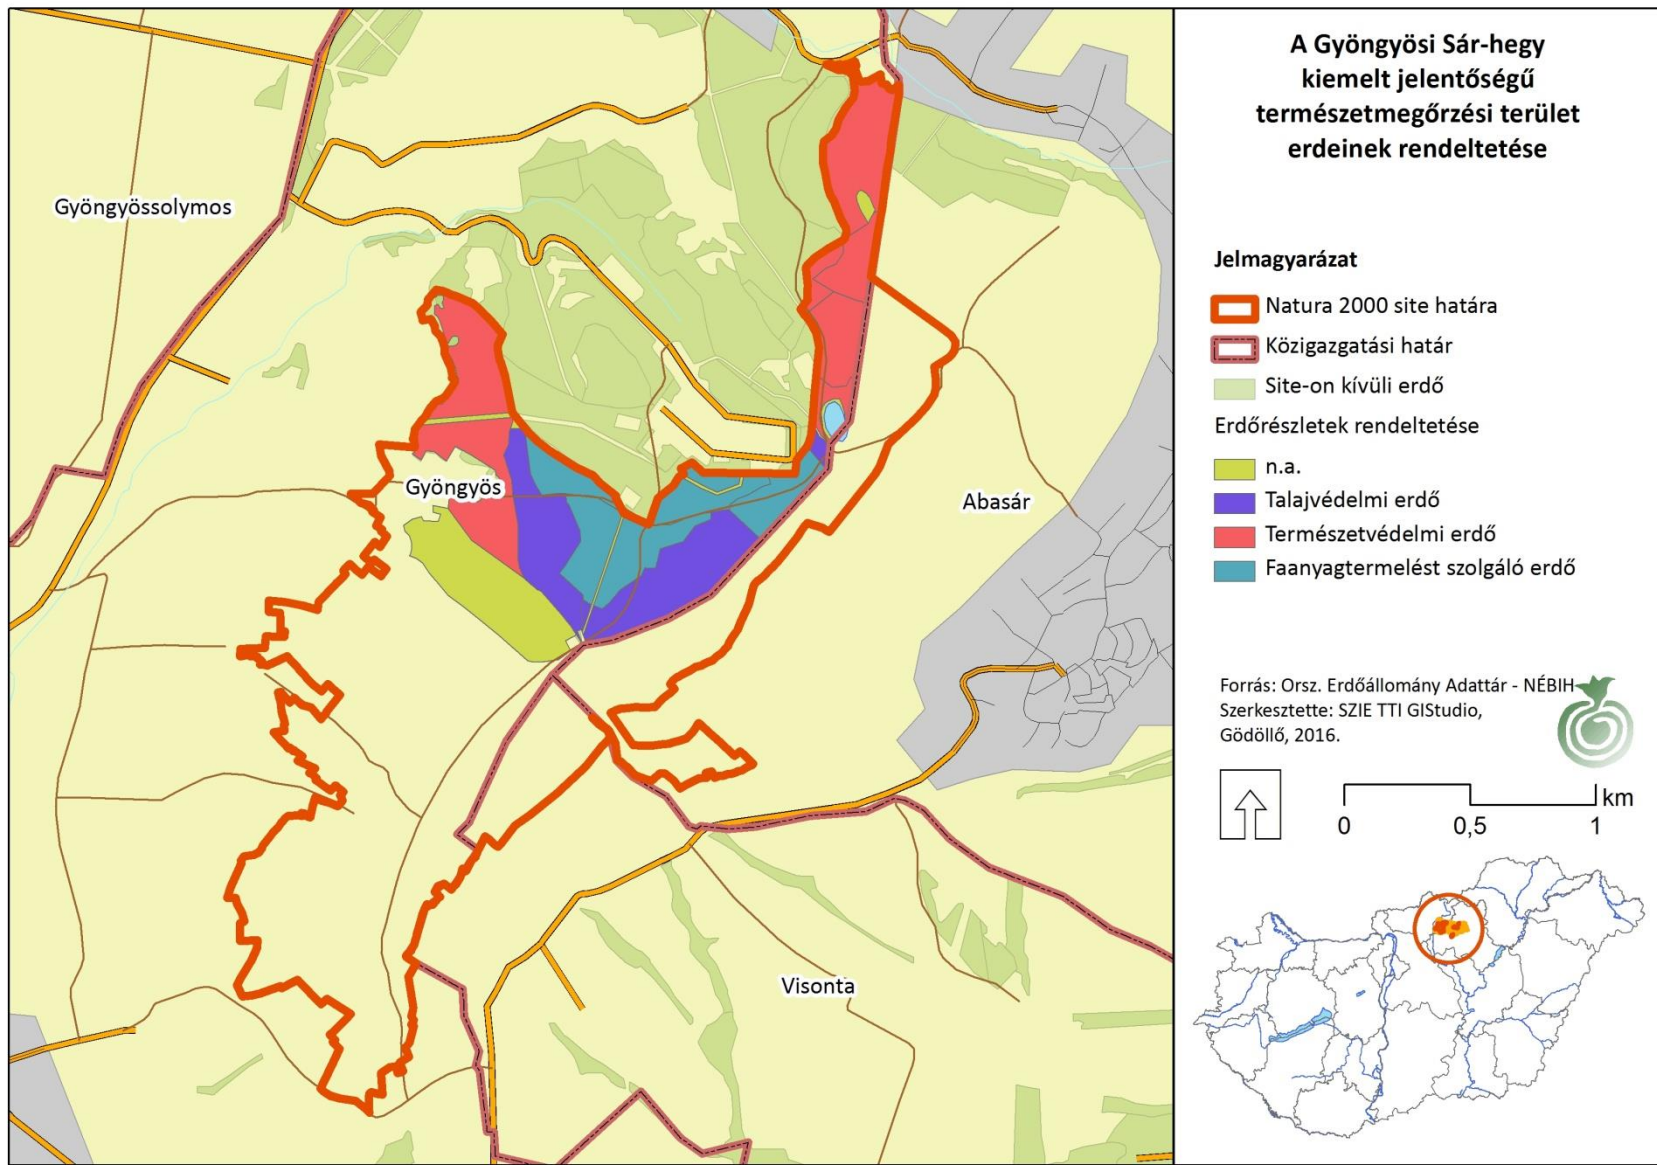 A Gyöngyösi Sár-hegy
kiemelt jelentőségű
természetmegőrzési terület
erdeinek rendeltetése
Gyöngyössolymos
Gyöngyös
Abasár
Visonta
Jelmagyarázat
Natura 2000 site határa
Közigazgatási határ
Site-on kívüli erdő
Erdőrészletek rendeltetése
n.a.
Talajvédelmi erdő
Természetvédelmi erdő
Faanyagtermelést szolgáló erdő
Forrás: Orsz. Erdőállomány Adattár - NÉBIH
Szerkesztette: SZIE TTI GIStudio,
Gödöllő, 2016.
km
0 0,5 1